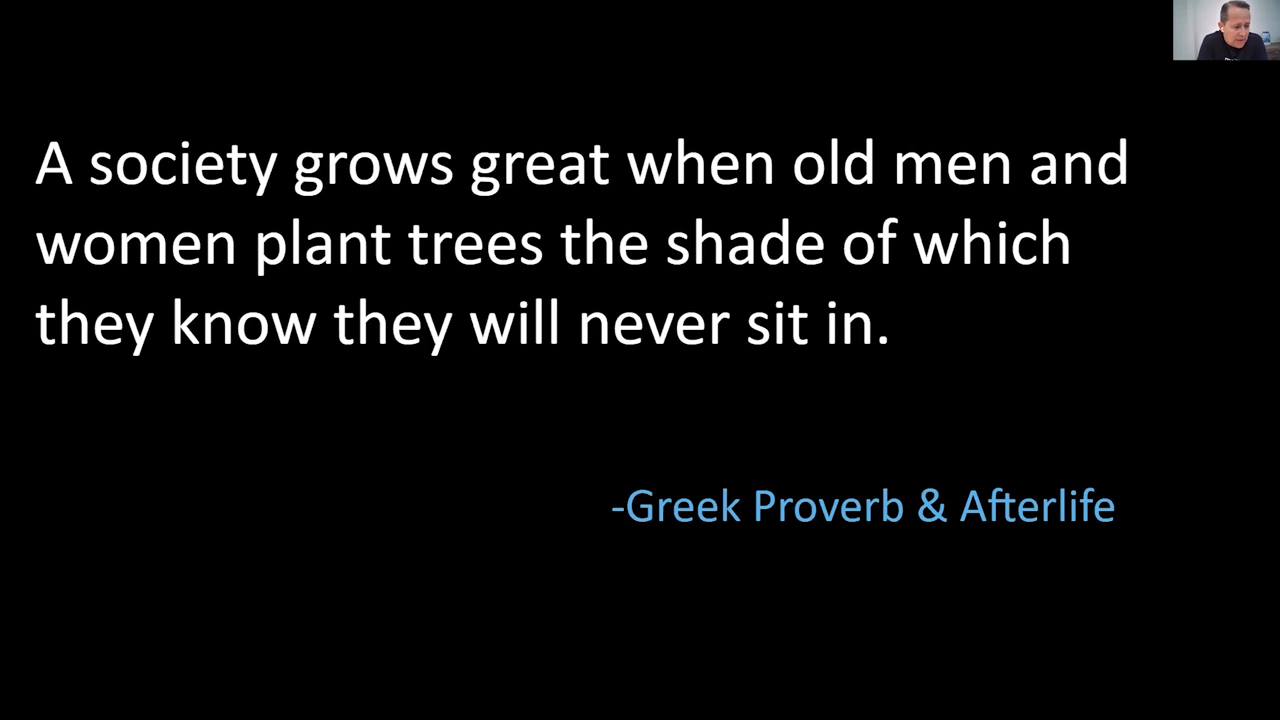 A society grows great when old men and
women plant trees the shade of which
they know they will never sit in.
-Greek Proverb & Afterlife